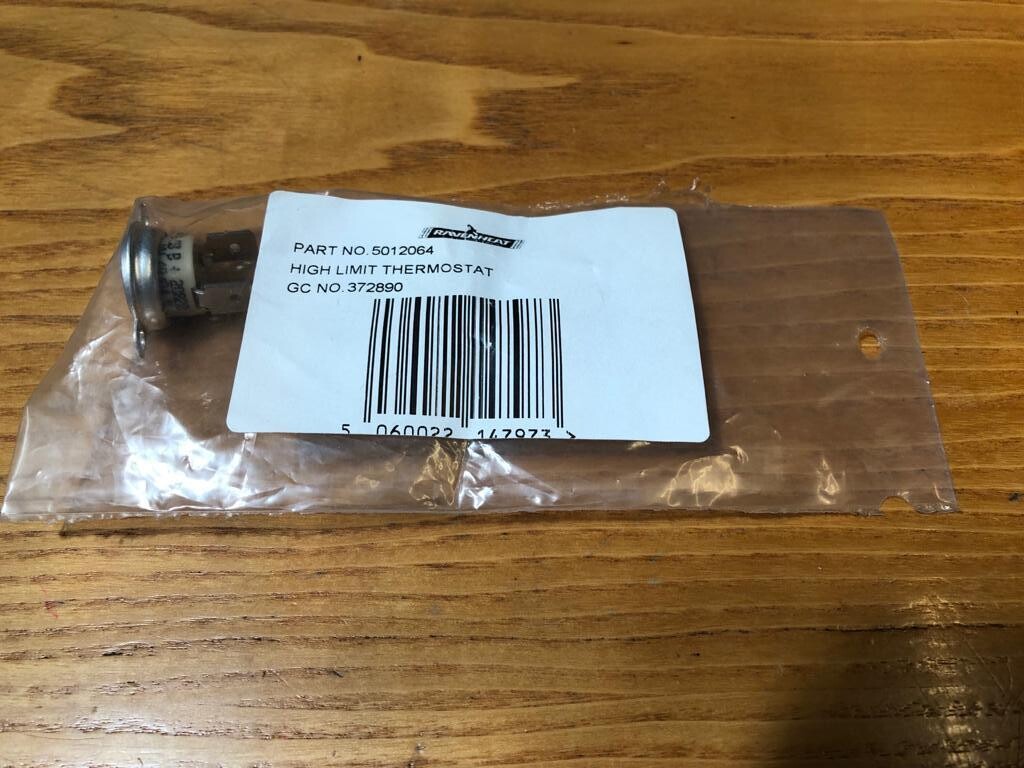 RAVENHEAT
PART NO. 5012064
HIGH LIMIT THERMOSTAT
GC NO. 372890
5 060022 147973 >